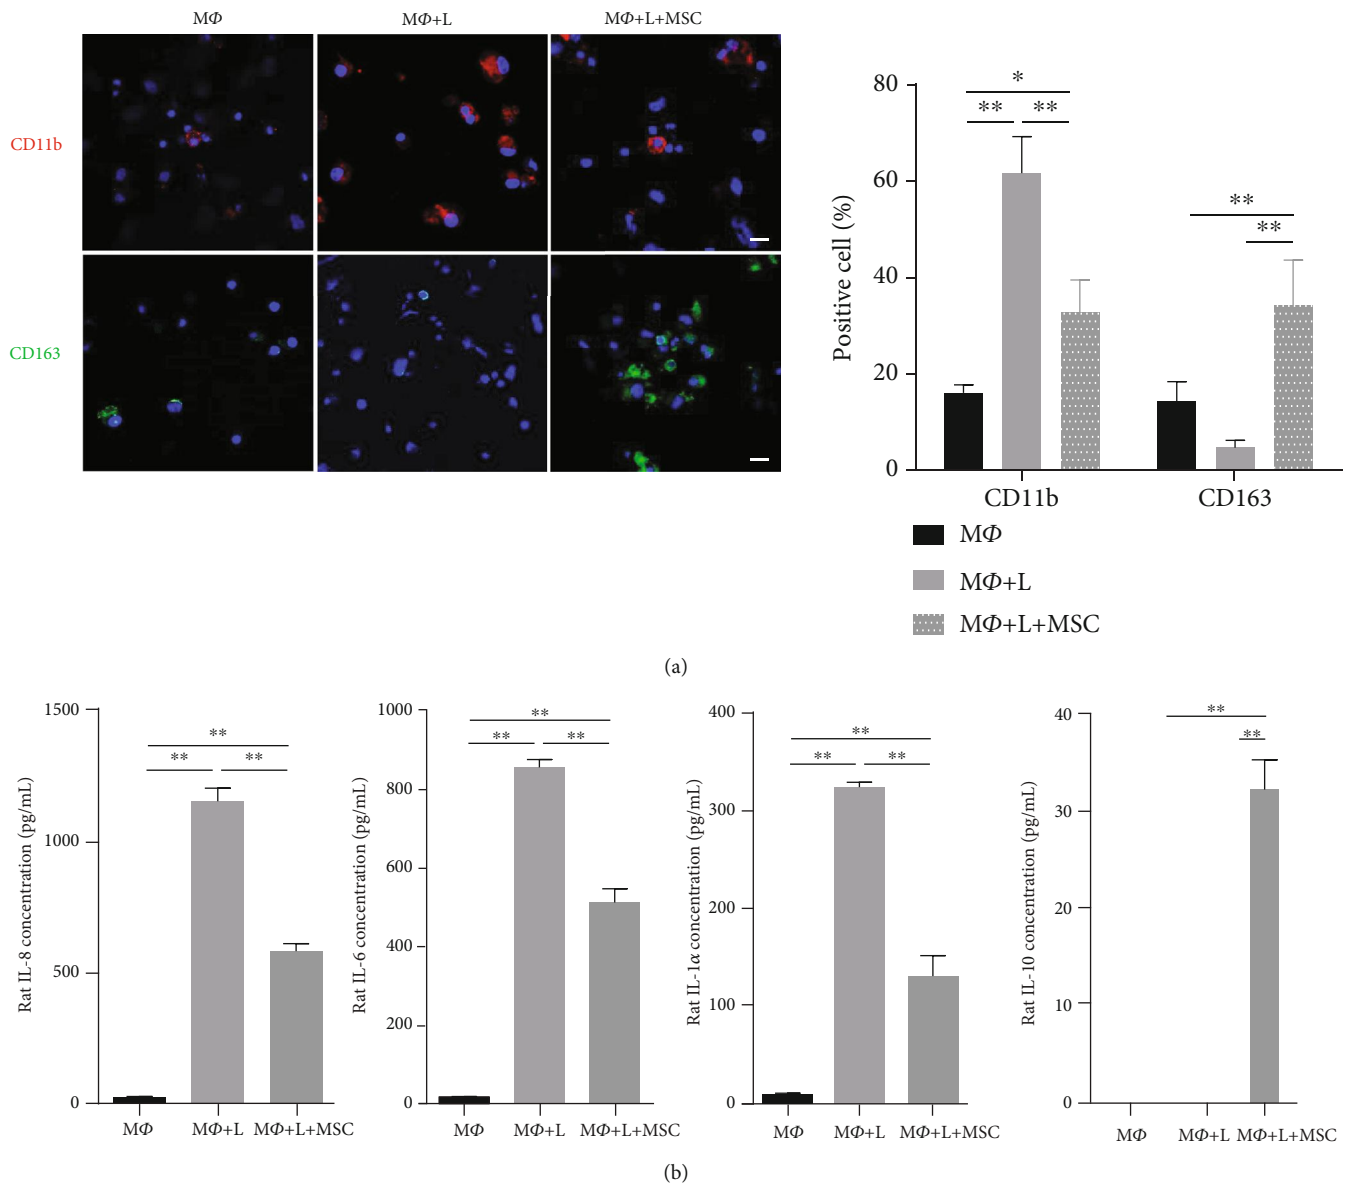 MΦ
MΦ+L
MΦ+L+MSC
CD11b
CD163
Positive cell (%)
80
60
40
20
0
*
** **
**
**
CD11b
CD163
MΦ
MΦ+L
MΦ+L+MSC
(a)
Rat IL-8 concentration (pg/mL)
1500
1000
500
0
**
** **
MΦ MΦ+L MΦ+L+MSC
Rat IL-6 concentration (pg/mL)
1000
800
600
400
200
0
**
** **
MΦ MΦ+L MΦ+L+MSC
Rat IL-1α concentration (pg/mL)
400
300
200
100
0
**
** **
MΦ MΦ+L MΦ+L+MSC
Rat IL-10 concentration (pg/mL)
40
30
20
10
0
**
**
MΦ MΦ+L MΦ+L+MSC
(b)